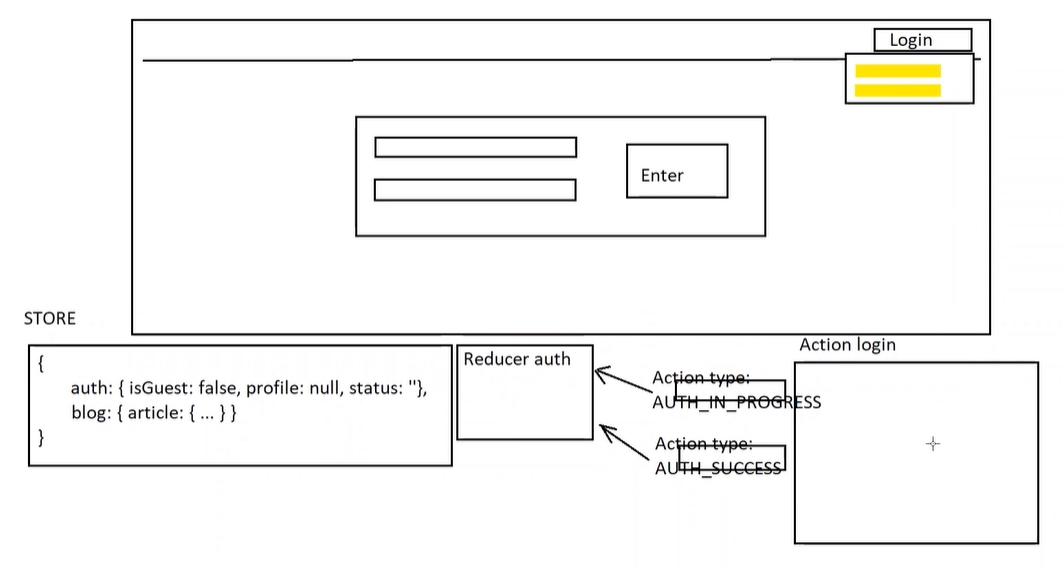 Login
Enter
STORE
{
auth: { isGuest: false, profile: null, status: ''},
blog: { article: { ... } }
}
Reducer auth
Action type:
AUTH_IN_PROGRESS
Action type:
AUTH_SUCCESS
Action login